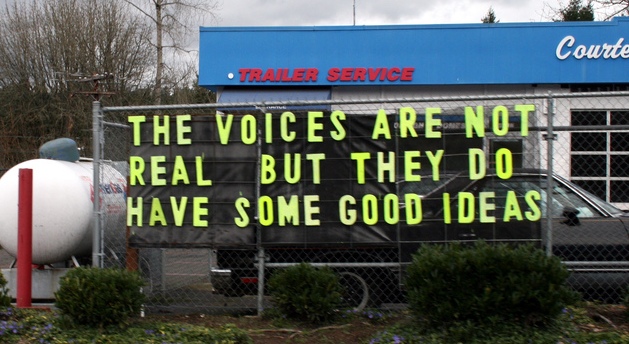 Courte
TRAILER SERVICE
THE VOICES ARE NOT
REAL BUT THEY DO
HAVE SOME GOOD IDEAS